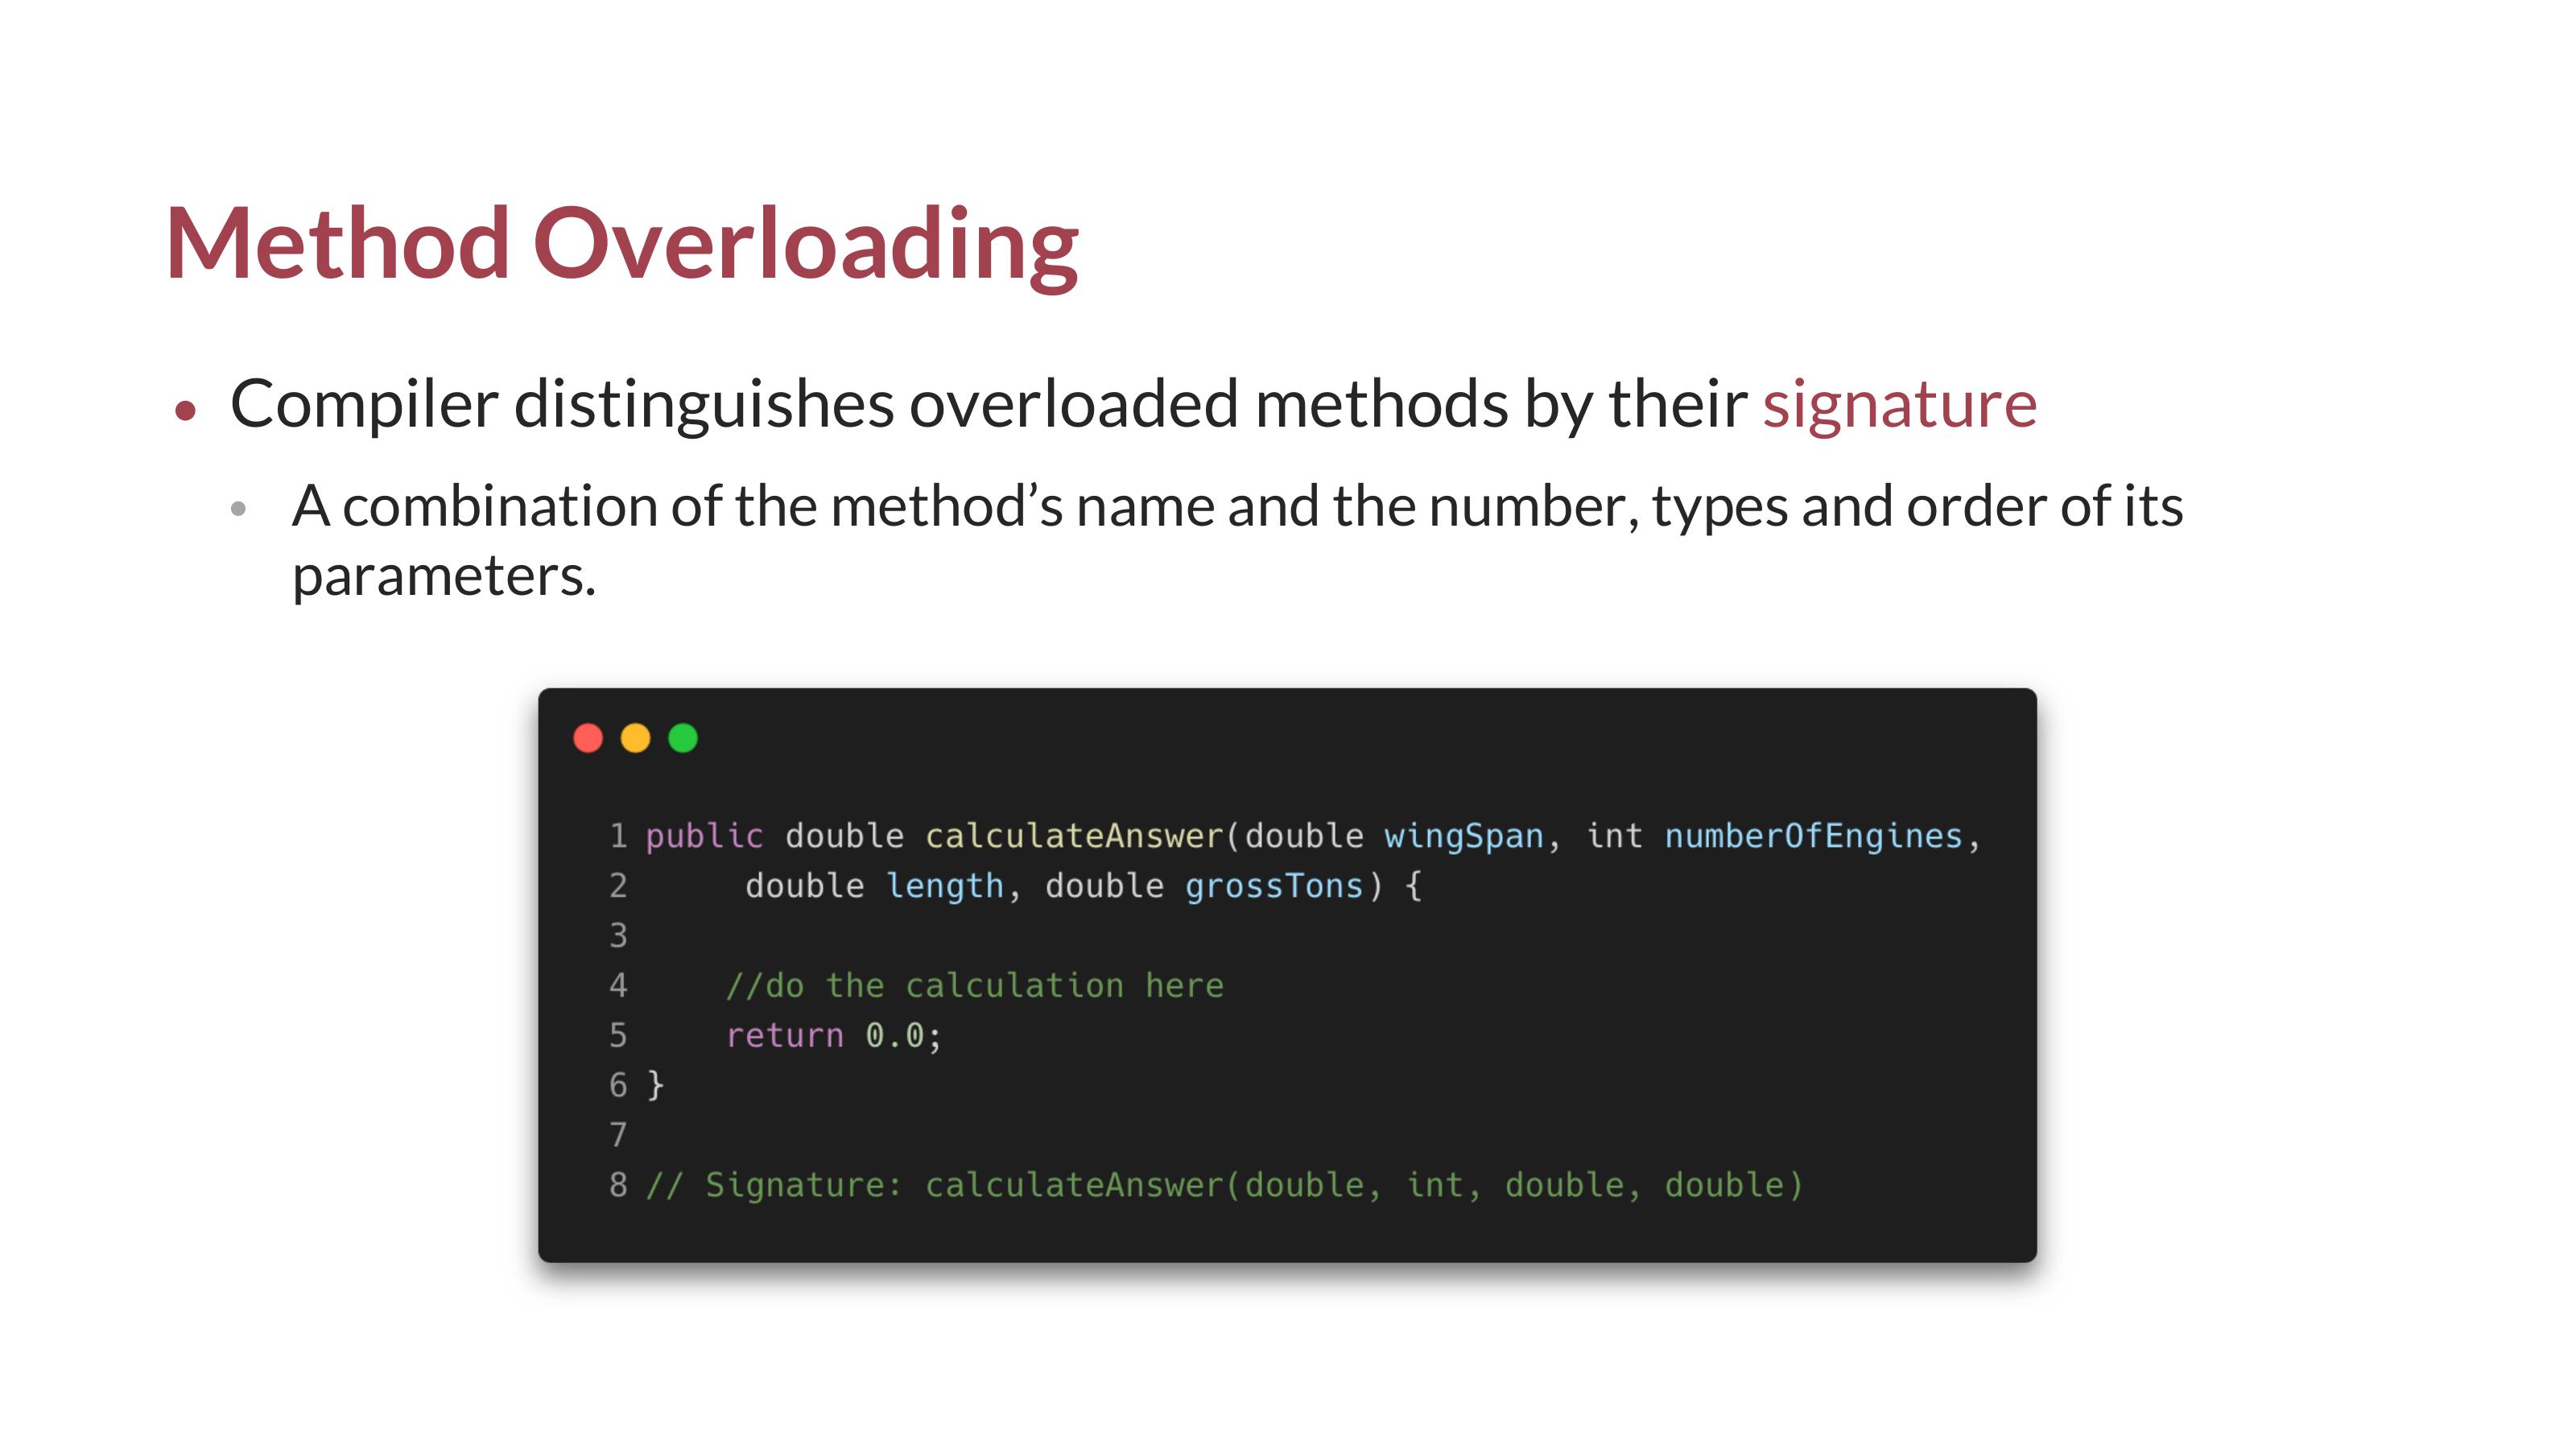 Method Overloading
• Compiler distinguishes overloaded methods by their signature
• A combination of the method’s name and the number, types and order of its
parameters.
1 public double calculateAnswer(double wingSpan, int numberOfEngines,
2      double length, double grossTons) {
3
4     //do the calculation here
5     return 0.0;
6 }
7
8 // Signature: calculateAnswer(double, int, double, double)